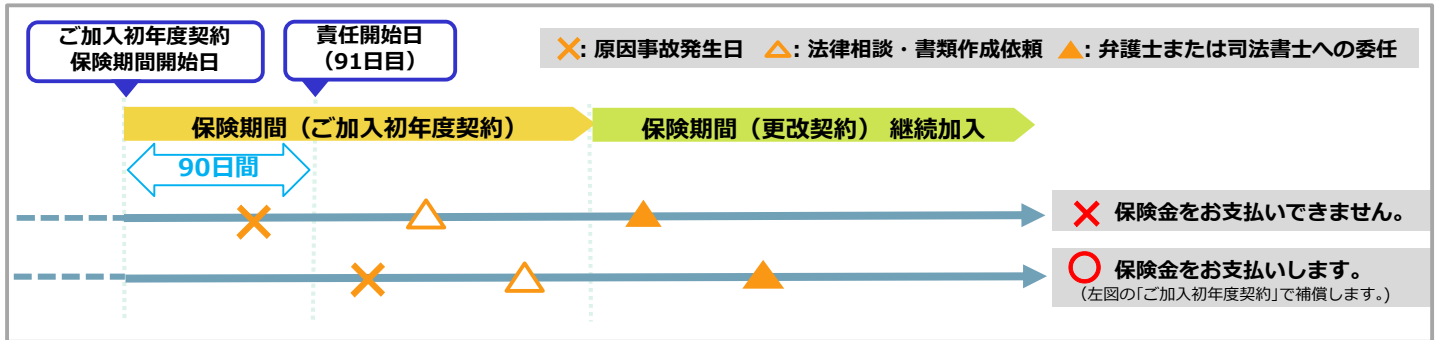 ご加入初年度契約
保険期間開始日
責任開始日
（91日目）
: 原因事故発生日 : 法律相談・書類作成依頼 : 弁護士または司法書士への委任
保険期間（ご加入初年度契約）
保険期間（更改契約） 継続加入
90日間
保険金をお支払いできません。
保険金をお支払いします。
（左図の「ご加入初年度契約」で補償します。）